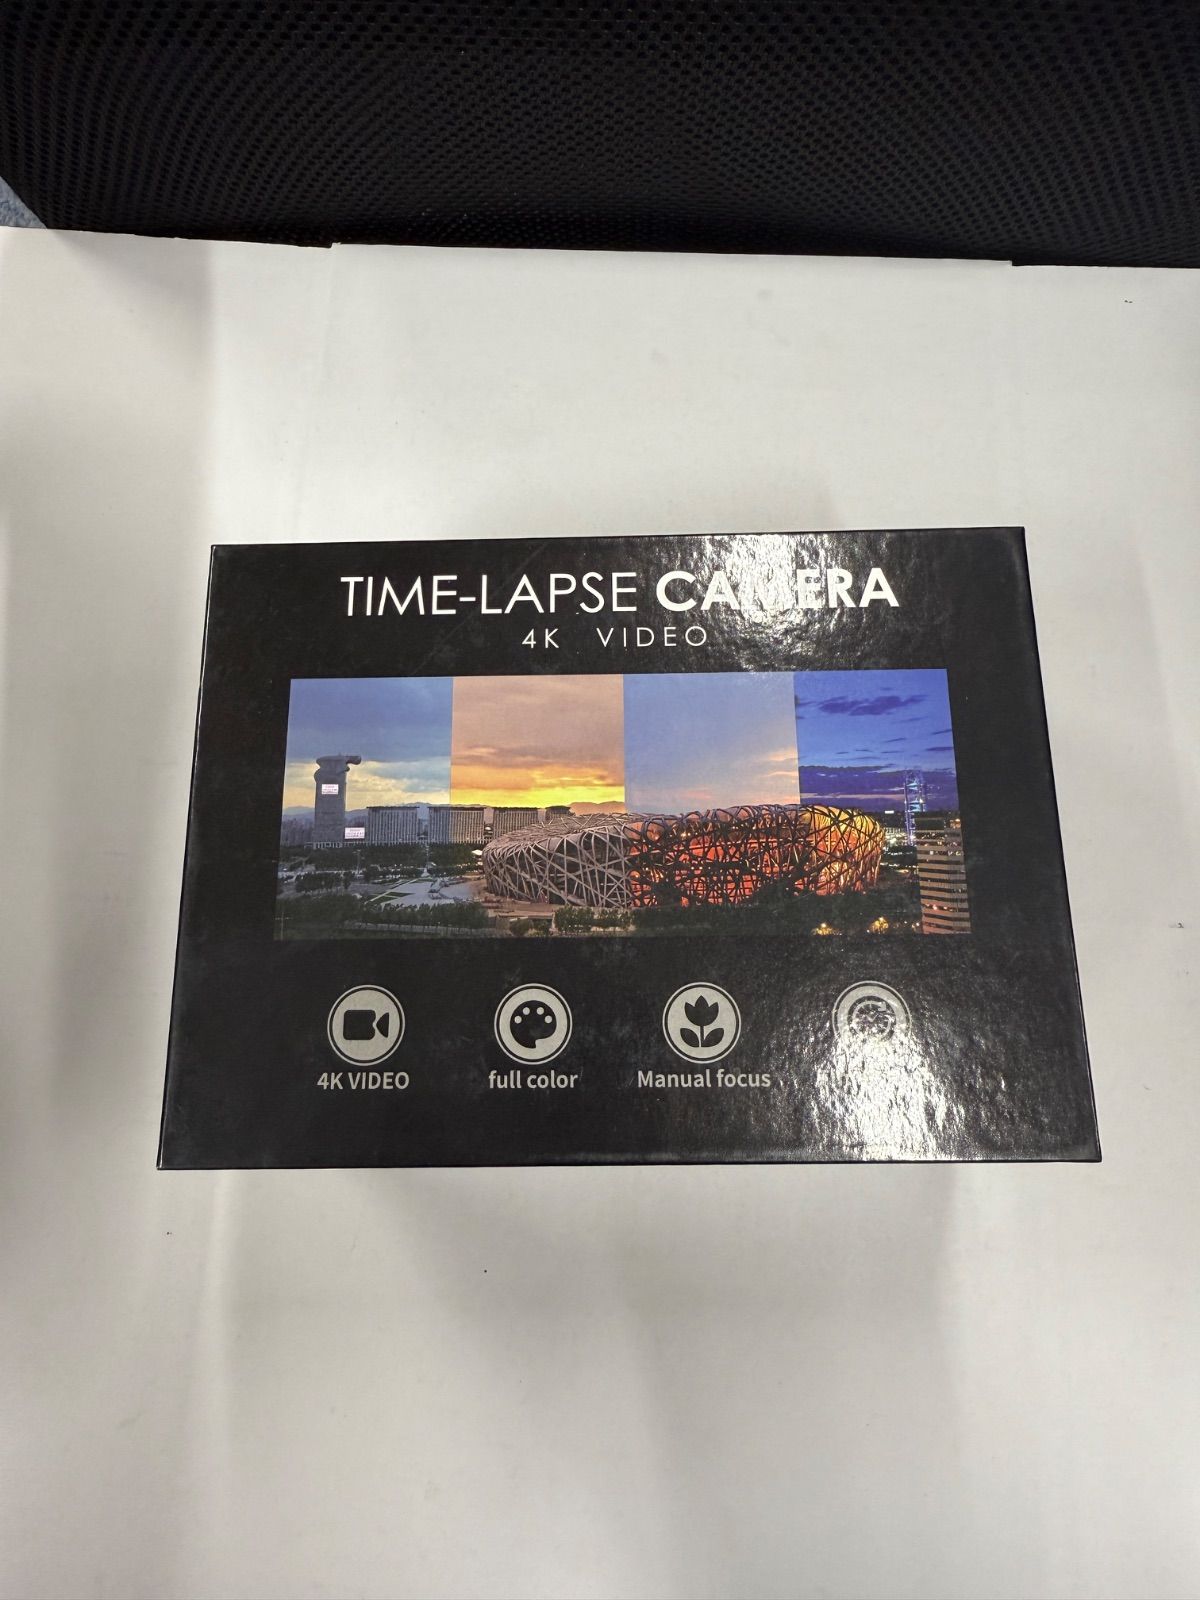 TIME-LAPSE CAMERA
4K VIDEO
4K VIDEO
full color
Manual focus